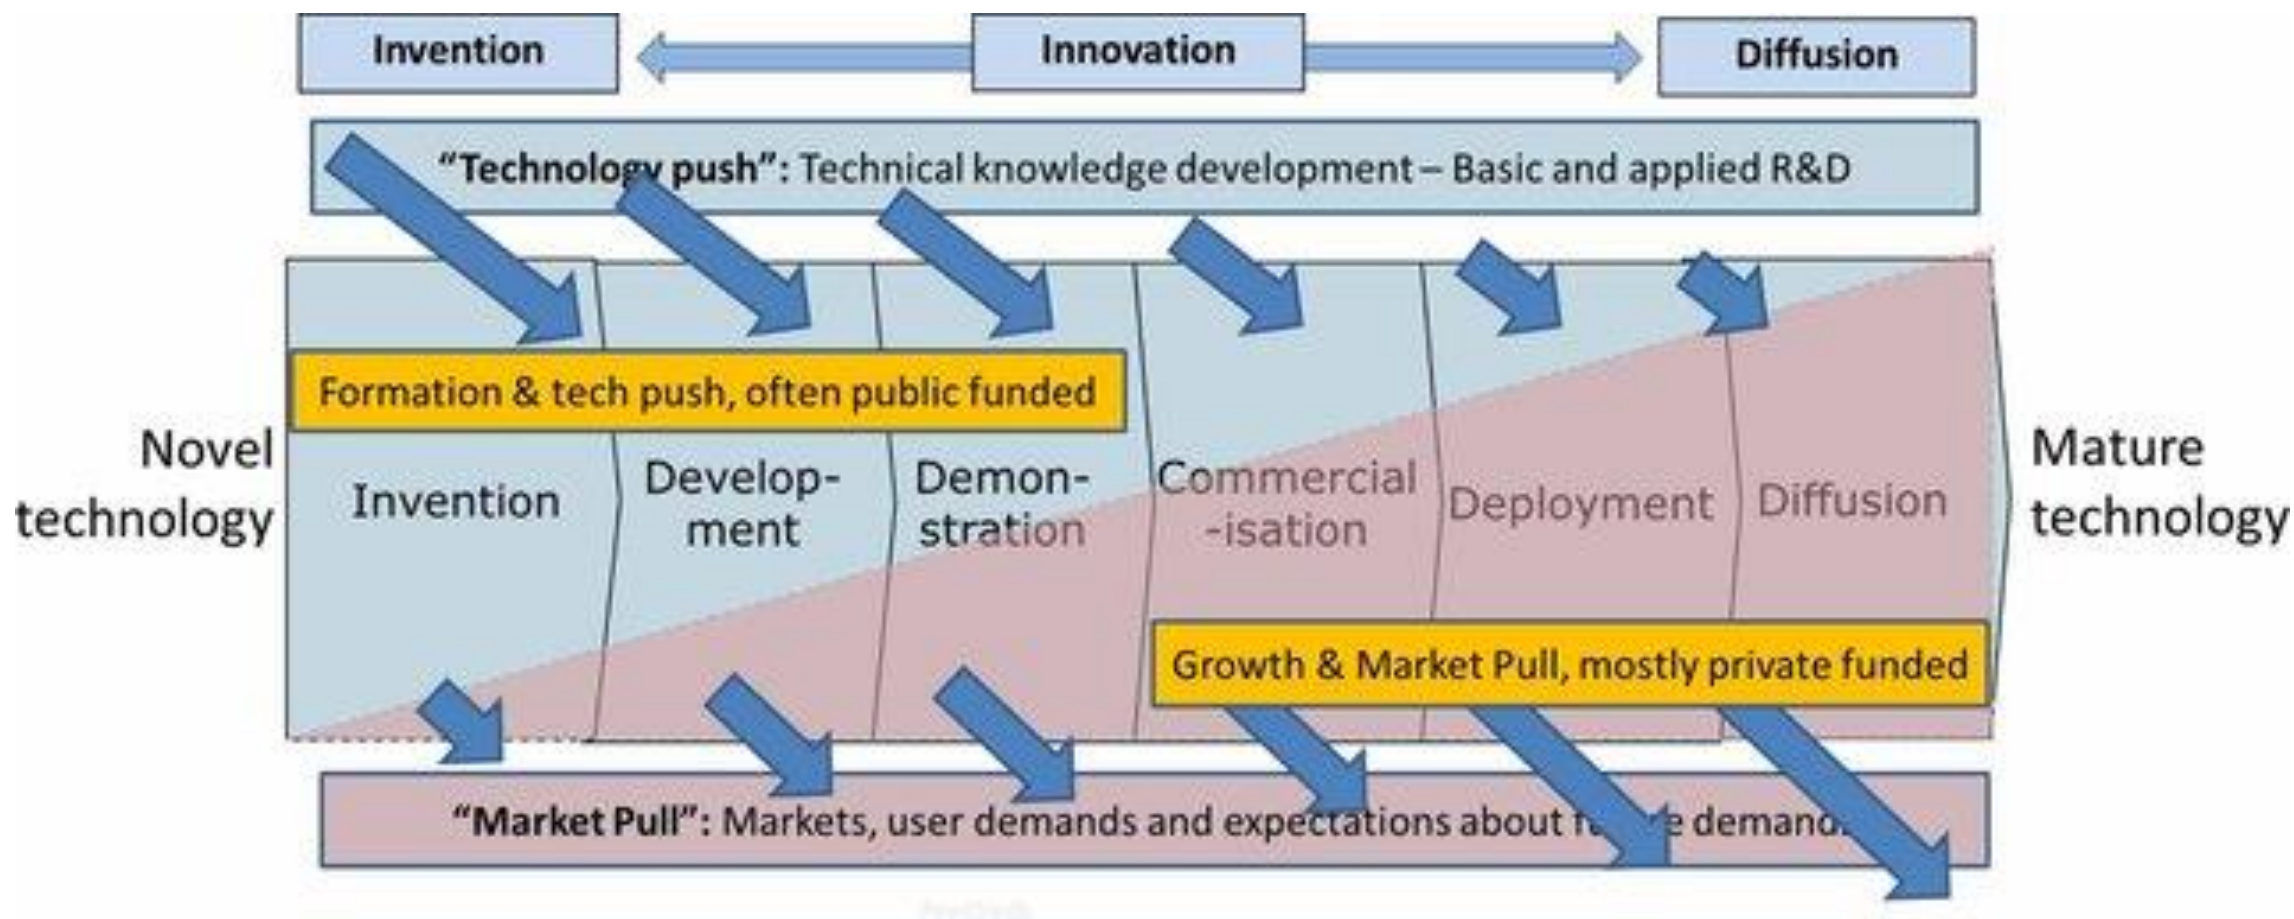 Invention
Innovation
Diffusion
“Technology push”: Technical knowledge development – Basic and applied R&D
Formation & tech push, often public funded
Novel
technology
Invention
Develop-
ment
Demon-
stration
Commercial
-isation
Deployment
Diffusion
Mature
technology
Growth & Market Pull, mostly private funded
“Market Pull”: Markets, user demands and expectations about demand